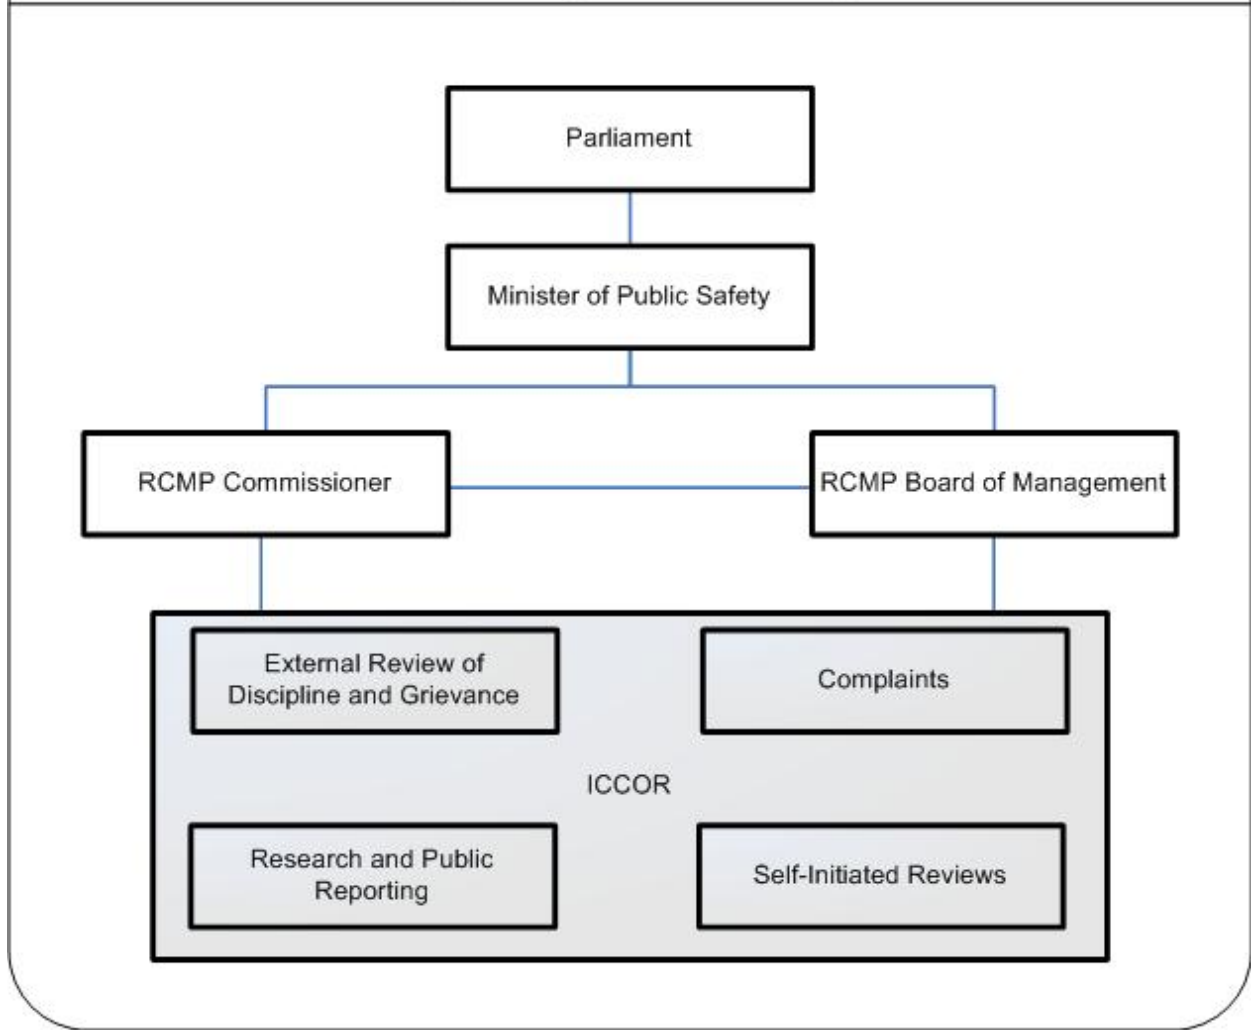 Parliament
Minister of Public Safety
RCMP Commissioner
RCMP Board of Management
External Review of
Discipline and Grievance
Complaints
ICCOR
Research and Public
Reporting
Self-Initiated Reviews